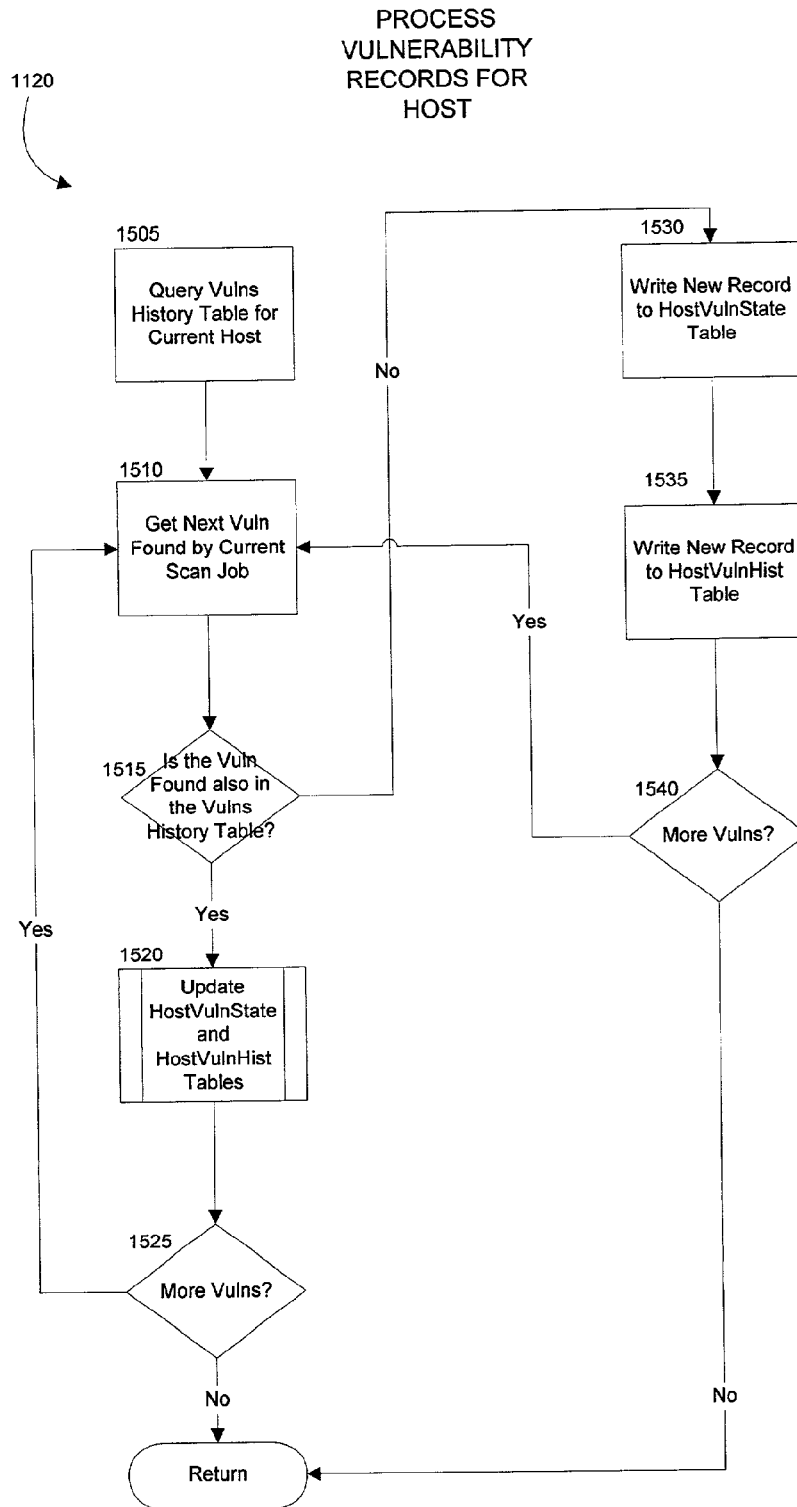 PROCESS
VULNERABILITY
RECORDS FOR
HOST
1120
1505
Query Vulns
History Table for
Current Host
1530
Write New Record
to HostVulnState
Table
No
1510
Get Next Vuln
Found by Current
Scan Job
1535
Write New Record
to HostVulnHist
Table
Yes
1515
Is the Vuln
Found also in
the Vulns
History Table?
1540
More Vulns?
Yes
Yes
1520
Update
HostVulnState
and
HostVulnHist
Tables
1525
More Vulns?
No
No
Return